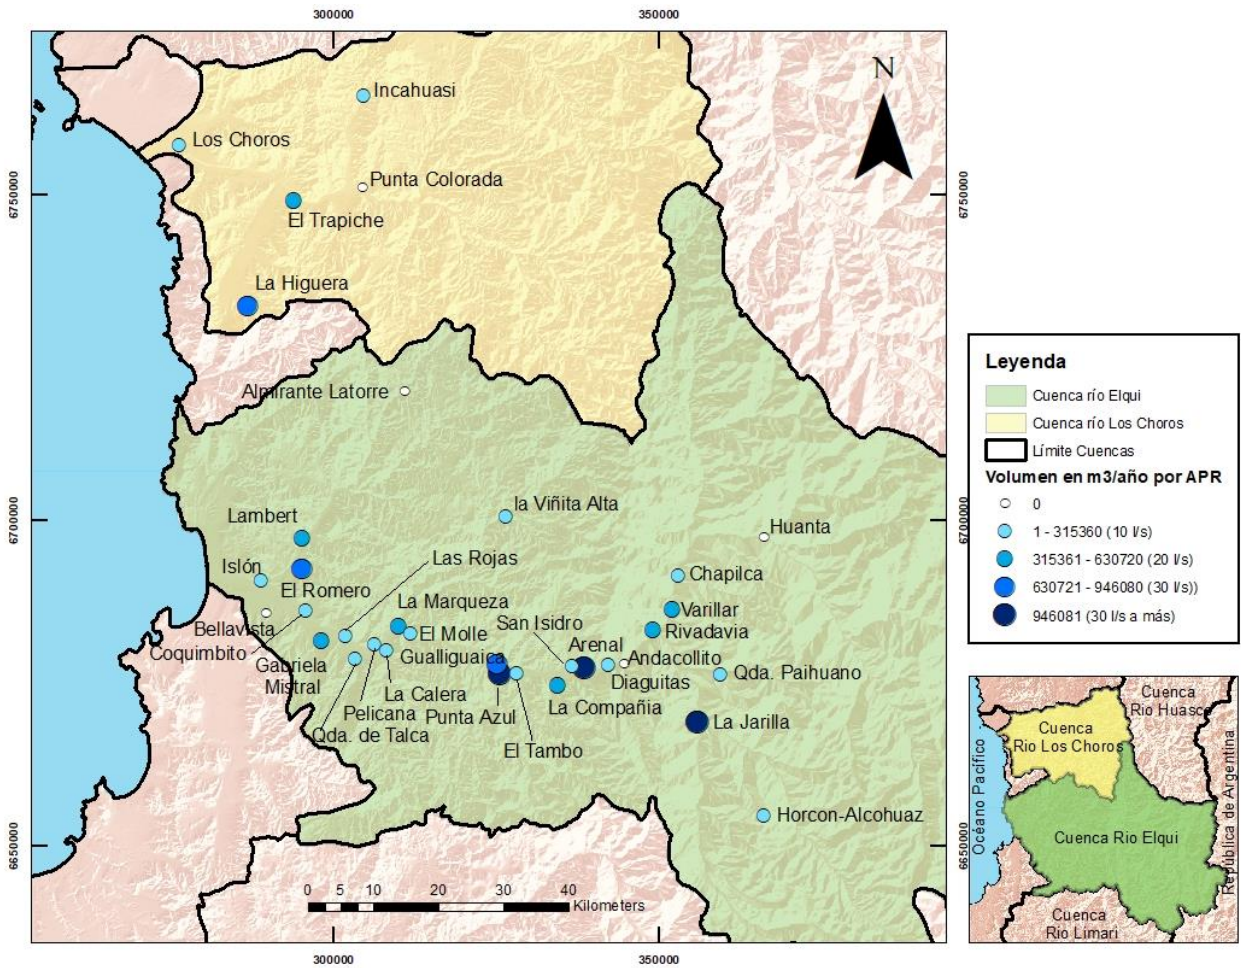 300000
350000
N
Incahuasi
Los Choros
Punta Colorada
6750000
6750000
El Trapiche
La Higuera
Almirante Latorre
la Viñita Alta
6700000
6700000
Lambert
Huanta
Las Rojas
Islón
Chapilca
El Romero
La Marqueza
Varillar
San Isidro
Bellavista
El Molle
Rivadavia
Coquimbito
Arenal
Gualliguaica
Andacollito
Gabriela
Mistral
Diaguitas
Qda. Paihuano
La Calera
La Compañia
Pelicana
Punta Azul
La Jarilla
Qda. de Talca
El Tambo
Horcon-Alcohuaz
6650000
6650000
0 5 10 20 30 40
Kilometers
300000
350000
Leyenda
Cuenca río Elqui
Cuenca río Los Choros
Límite Cuencas
Volumen en m3/año por APR
0
1 - 315360 (10 l/s)
315361 - 630720 (20 l/s)
630721 - 946080 (30 l/s))
946081 (30 l/s a más)
Cuenca
Rio Huasco
Cuenca
Rio Los Choros
Océano Pacífico
República de Argentina
Cuenca Rio Elqui
Cuenca
Rio Limari